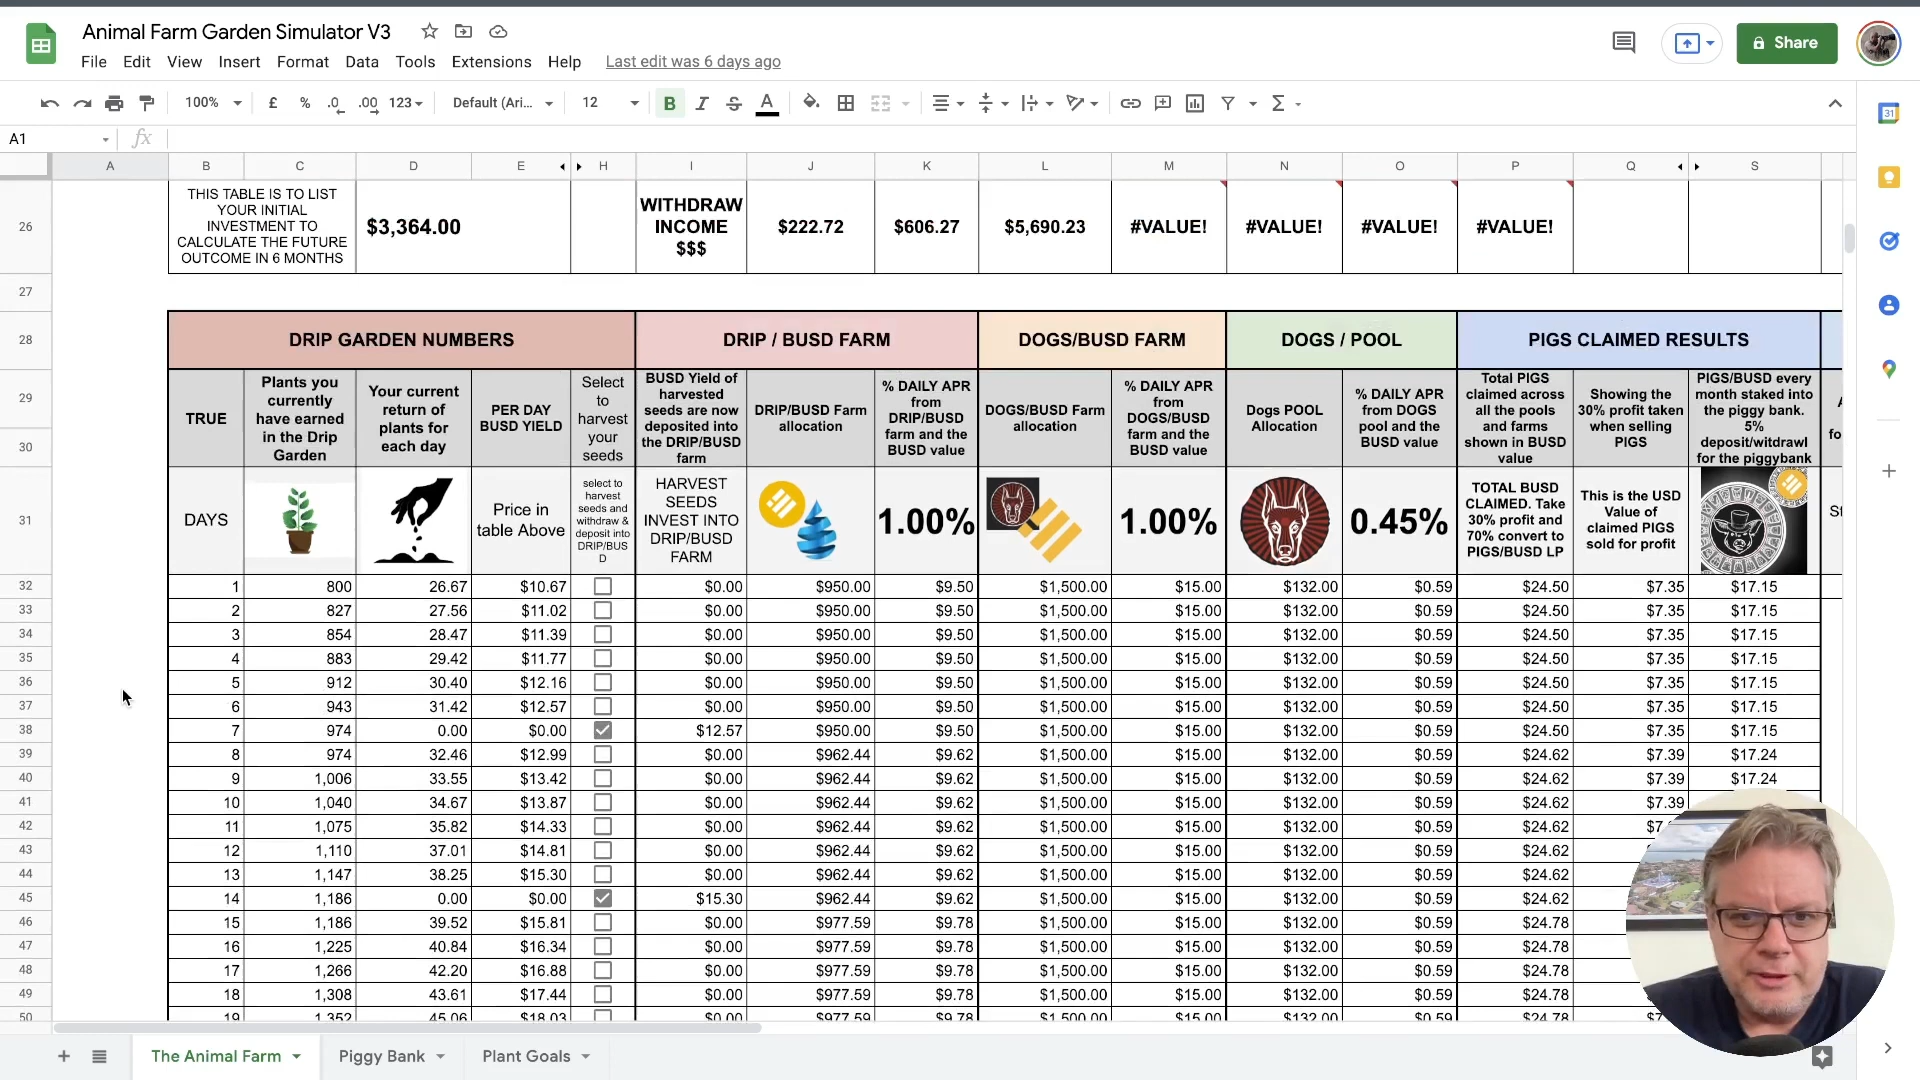 Animal Farm Garden Simulator V3
File Edit View Insert Format Data Tools Extensions Help Last edit was 6 days ago
Share
100% £ % .0 .00 123 Default (Ari... 12 B I S A Σ
31
A1 fx
A B C D E H I J K L M N O P Q S
26 THIS TABLE IS TO LIST YOUR INITIAL INVESTMENT TO CALCULATE THE FUTURE OUTCOME IN 6 MONTHS $3,364.00 WITHDRAW INCOME $$$ $222.72 $606.27 $5,690.23 #VALUE! #VALUE! #VALUE! #VALUE!
27
28 DRIP GARDEN NUMBERS DRIP / BUSD FARM DOGS/BUSD FARM DOGS / POOL PIGS CLAIMED RESULTS
29 TRUE Plants you currently have earned in the Drip Garden Your current return of plants for each day PER DAY BUSD YIELD Select to harvest your seeds BUSD Yield of harvested seeds are now deposited into the DRIP/BUSD farm DRIP/BUSD Farm allocation % DAILY APR from DRIP/BUSD farm and the BUSD value DOGS/BUSD Farm allocation % DAILY APR from DOGS/BUSD farm and the BUSD value Dogs POOL Allocation % DAILY APR from DOGS pool and the BUSD value Total PIGS claimed across all the pools and farms shown in BUSD value Showing the 30% profit taken when selling PIGS PIGS/BUSD every month staked into the piggy bank. 5% deposit/witdrawl for the piggybank
30
31 DAYS Price in table Above select to harvest seeds and withdraw & deposit into DRIP/BUS D HARVEST SEEDS INVEST INTO DRIP/BUSD FARM 1.00% 1.00% 0.45% TOTAL BUSD CLAIMED. Take 30% profit and 70% convert to PIGS/BUSD LP This is the USD Value of claimed PIGS sold for profit
32 1 800 26.67 $10.67 $0.00 $950.00 $9.50 $1,500.00 $15.00 $132.00 $0.59 $24.50 $7.35 $17.15
33 2 827 27.56 $11.02 $0.00 $950.00 $9.50 $1,500.00 $15.00 $132.00 $0.59 $24.50 $7.35 $17.15
34 3 854 28.47 $11.39 $0.00 $950.00 $9.50 $1,500.00 $15.00 $132.00 $0.59 $24.50 $7.35 $17.15
35 4 883 29.42 $11.77 $0.00 $950.00 $9.50 $1,500.00 $15.00 $132.00 $0.59 $24.50 $7.35 $17.15
36 5 912 30.40 $12.16 $0.00 $950.00 $9.50 $1,500.00 $15.00 $132.00 $0.59 $24.50 $7.35 $17.15
37 6 943 31.42 $12.57 $0.00 $950.00 $9.50 $1,500.00 $15.00 $132.00 $0.59 $24.50 $7.35 $17.15
38 7 974 0.00 $0.00 $12.57 $950.00 $9.50 $1,500.00 $15.00 $132.00 $0.59 $24.50 $7.35 $17.15
39 8 974 32.46 $12.99 $0.00 $962.44 $9.62 $1,500.00 $15.00 $132.00 $0.59 $24.62 $7.39 $17.24
40 9 1,006 33.55 $13.42 $0.00 $962.44 $9.62 $1,500.00 $15.00 $132.00 $0.59 $24.62 $7.39 $17.24
41 10 1,040 34.67 $13.87 $0.00 $962.44 $9.62 $1,500.00 $15.00 $132.00 $0.59 $24.62 $7.39
42 11 1,075 35.82 $14.33 $0.00 $962.44 $9.62 $1,500.00 $15.00 $132.00 $0.59 $24.62
43 12 1,110 37.01 $14.81 $0.00 $962.44 $9.62 $1,500.00 $15.00 $132.00 $0.59 $24.62
44 13 1,147 38.25 $15.30 $0.00 $962.44 $9.62 $1,500.00 $15.00 $132.00 $0.59 $24.62
45 14 1,186 0.00 $0.00 $15.30 $962.44 $9.62 $1,500.00 $15.00 $132.00 $0.59 $24.62
46 15 1,186 39.52 $15.81 $0.00 $977.59 $9.78 $1,500.00 $15.00 $132.00 $0.59 $24.78
47 16 1,225 40.84 $16.34 $0.00 $977.59 $9.78 $1,500.00 $15.00 $132.00 $0.59 $24.78
48 17 1,266 42.20 $16.88 $0.00 $977.59 $9.78 $1,500.00 $15.00 $132.00 $0.59 $24.78
49 18 1,308 43.61 $17.44 $0.00 $977.59 $9.78 $1,500.00 $15.00 $132.00 $0.59 $24.78
50 19 1,352 45.06 $18.03 $0.00 $977.59 $9.78 $1,500.00 $15.00 $132.00 $0.59 $24.78
The Animal Farm Piggy Bank Plant Goals